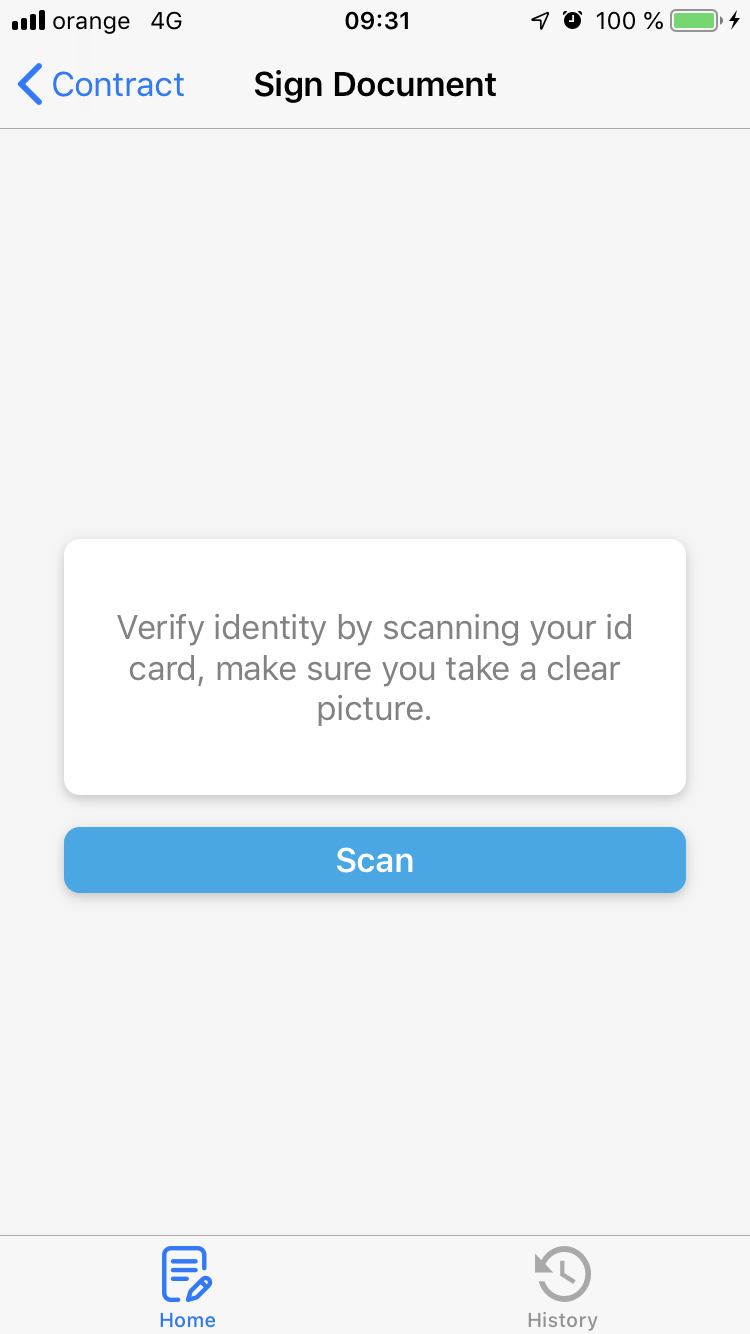 orange 4G 09:31 100 %
Contract Sign Document
Verify identity by scanning your id
card, make sure you take a clear
picture.
Scan
Home History